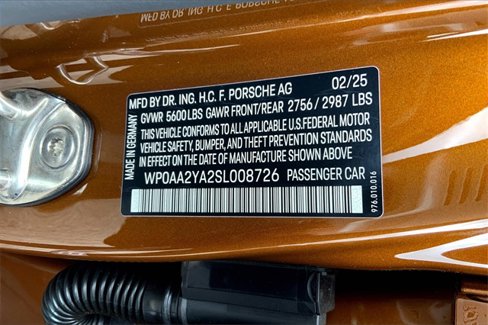 MFD BY DR. ING. H.C. F. PORSCHE AG 02/25
GVWR 5600LBS GAWR FRONT/REAR 2756 / 2987 LBS
THIS VEHICLE CONFORMS TO ALL APPLICABLE U.S.FEDERAL MOTOR
VEHICLE SAFETY, BUMPER, AND THEFT PREVENTION STANDARDS
IN EFFECT ON THE DATE OF MANUFACTURE SHOWN ABOVE.
WP0AA2YA2SL008726 PASSENGER CAR
MADE IN GERMANY
976.010.016